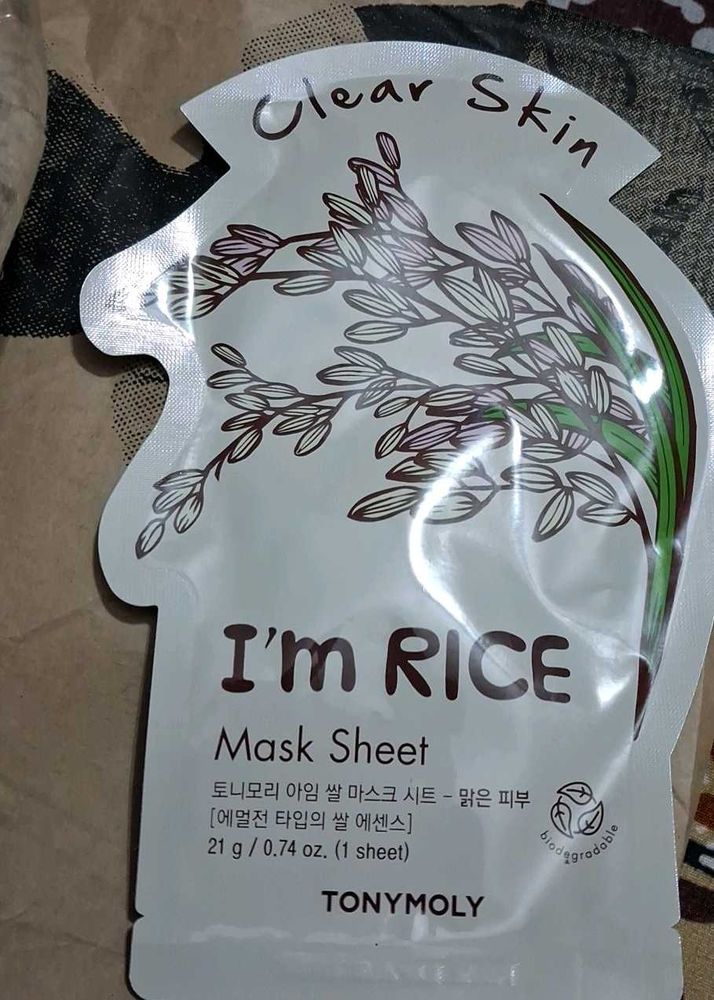 Clear Skin
I'm RICE
Mask Sheet
토니모리 아임 쌀 마스크 시트 - 맑은 피부
[에멀전 타입의 쌀 에센스]
21 g / 0.74 oz. (1 sheet)
biodegradable
TONYMOLY